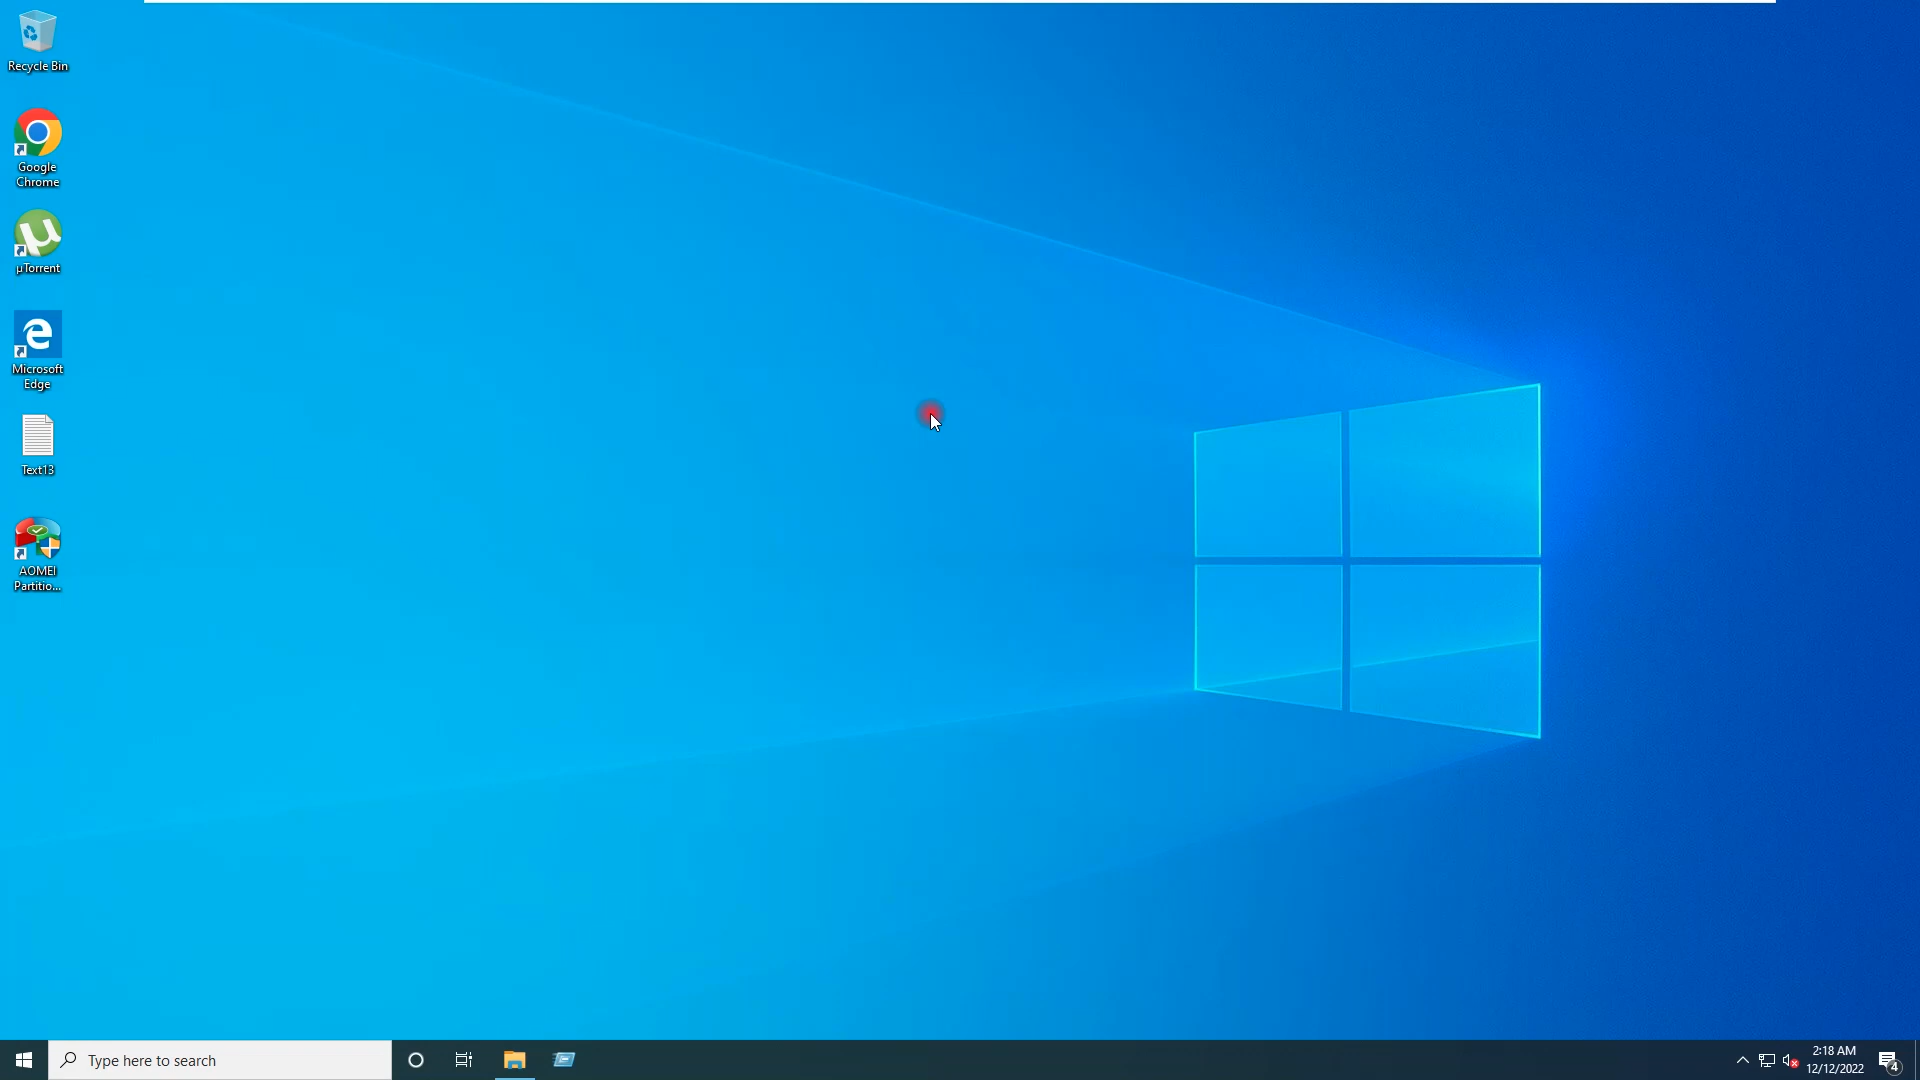 Recycle Bin
Google
Chrome
µTorrent
Microsoft
Edge
Text13
AOMEI
Partitio...
Type here to search
2:18 AM
12/12/2022
4